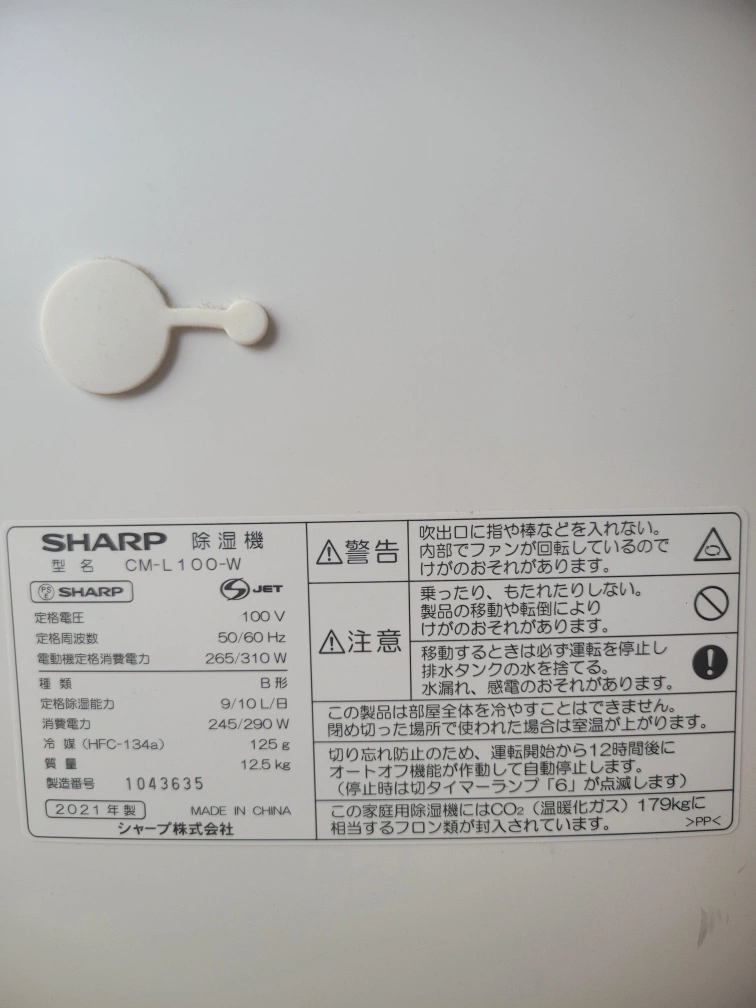 SHARP 除湿機
型名 CM-L100-W
PS E SHARP
S JET
定格電圧 100 V
定格周波数 50/60 Hz
電動機定格消費電力 265/310 W
種類 B形
定格除湿能力 9/10 L/日
消費電力 245/290 W
冷媒(HFC-134a) 125 g
質量 12.5 kg
製造番号 1043635
2021年製 MADE IN CHINA
シャープ株式会社
⚠警告
吹出口に指や棒などを入れない。
内部でファンが回転しているので
けがのおそれがあります。
⚠注意
乗ったり、もたれたりしない。
製品の移動や転倒により
けがのおそれがあります。
移動するときは必ず運転を停止し
排水タンクの水を捨てる。
水漏れ、感電のおそれがあります。
この製品は部屋全体を冷やすことはできません。
閉め切った場所で使われた場合は室温が上がります。
切り忘れ防止のため、運転開始から12時間後に
オートオフ機能が作動して自動停止します。
(停止時は切タイマーランプ「6」が点滅します)
この家庭用除湿機にはCO₂(温暖化ガス)179kgに
相当するフロン類が封入されています。
>PP<